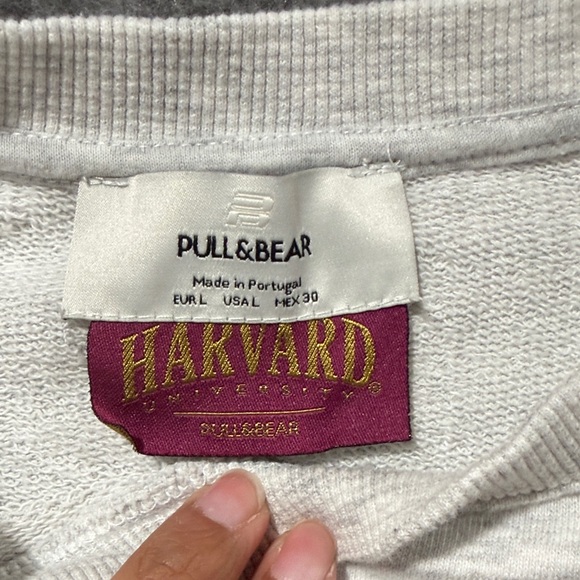 PULL&BEAR
Made in Portugal
EUR L USA L MEX 30
HARVARD
UNIVERSITY®
PULL&BEAR